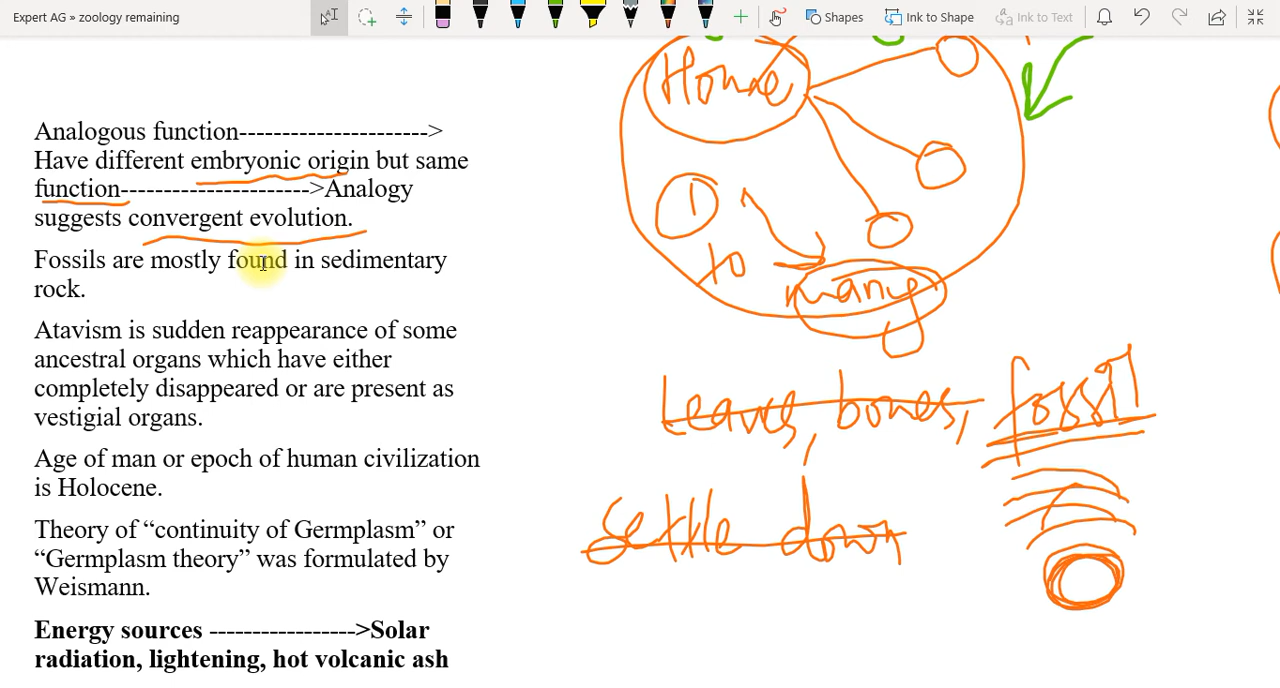 Expert AG » zoology remaining
Shapes
Ink to Shape
Ink to Text
Analogous function---------------------->
Have different embryonic origin but same
function---------------------->Analogy
suggests convergent evolution.
Fossils are mostly found in sedimentary
rock.
Atavism is sudden reappearance of some
ancestral organs which have either
completely disappeared or are present as
vestigial organs.
Age of man or epoch of human civilization
is Holocene.
Theory of “continuity of Germplasm” or
“Germplasm theory” was formulated by
Weismann.
Energy sources ----------------->Solar
radiation, lightening, hot volcanic ash
1
to
many
Leaves, bones, fossil
settle down